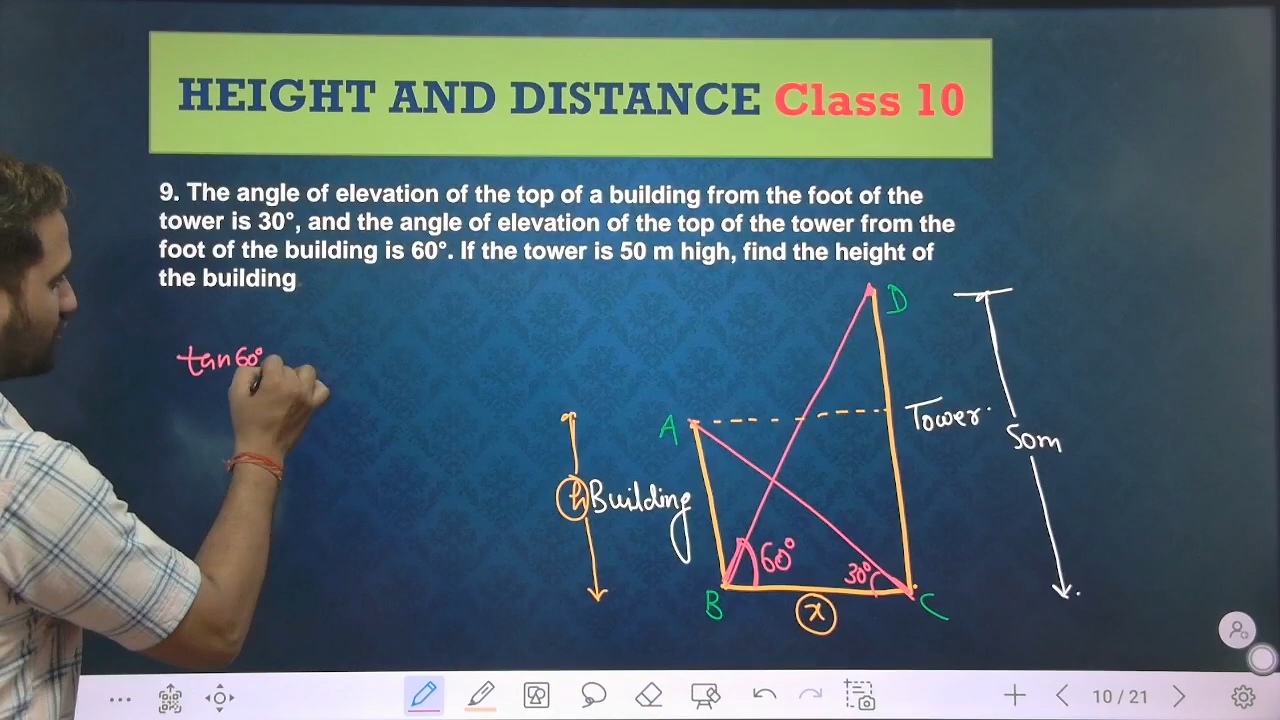 HEIGHT AND DISTANCE Class 10
9. The angle of elevation of the top of a building from the foot of the
tower is 30°, and the angle of elevation of the top of the tower from the
foot of the building is 60°. If the tower is 50 m high, find the height of
the building
tan60°
D
A
Tower
50m
h
Building
60°
30°
B
x
C
10 / 21